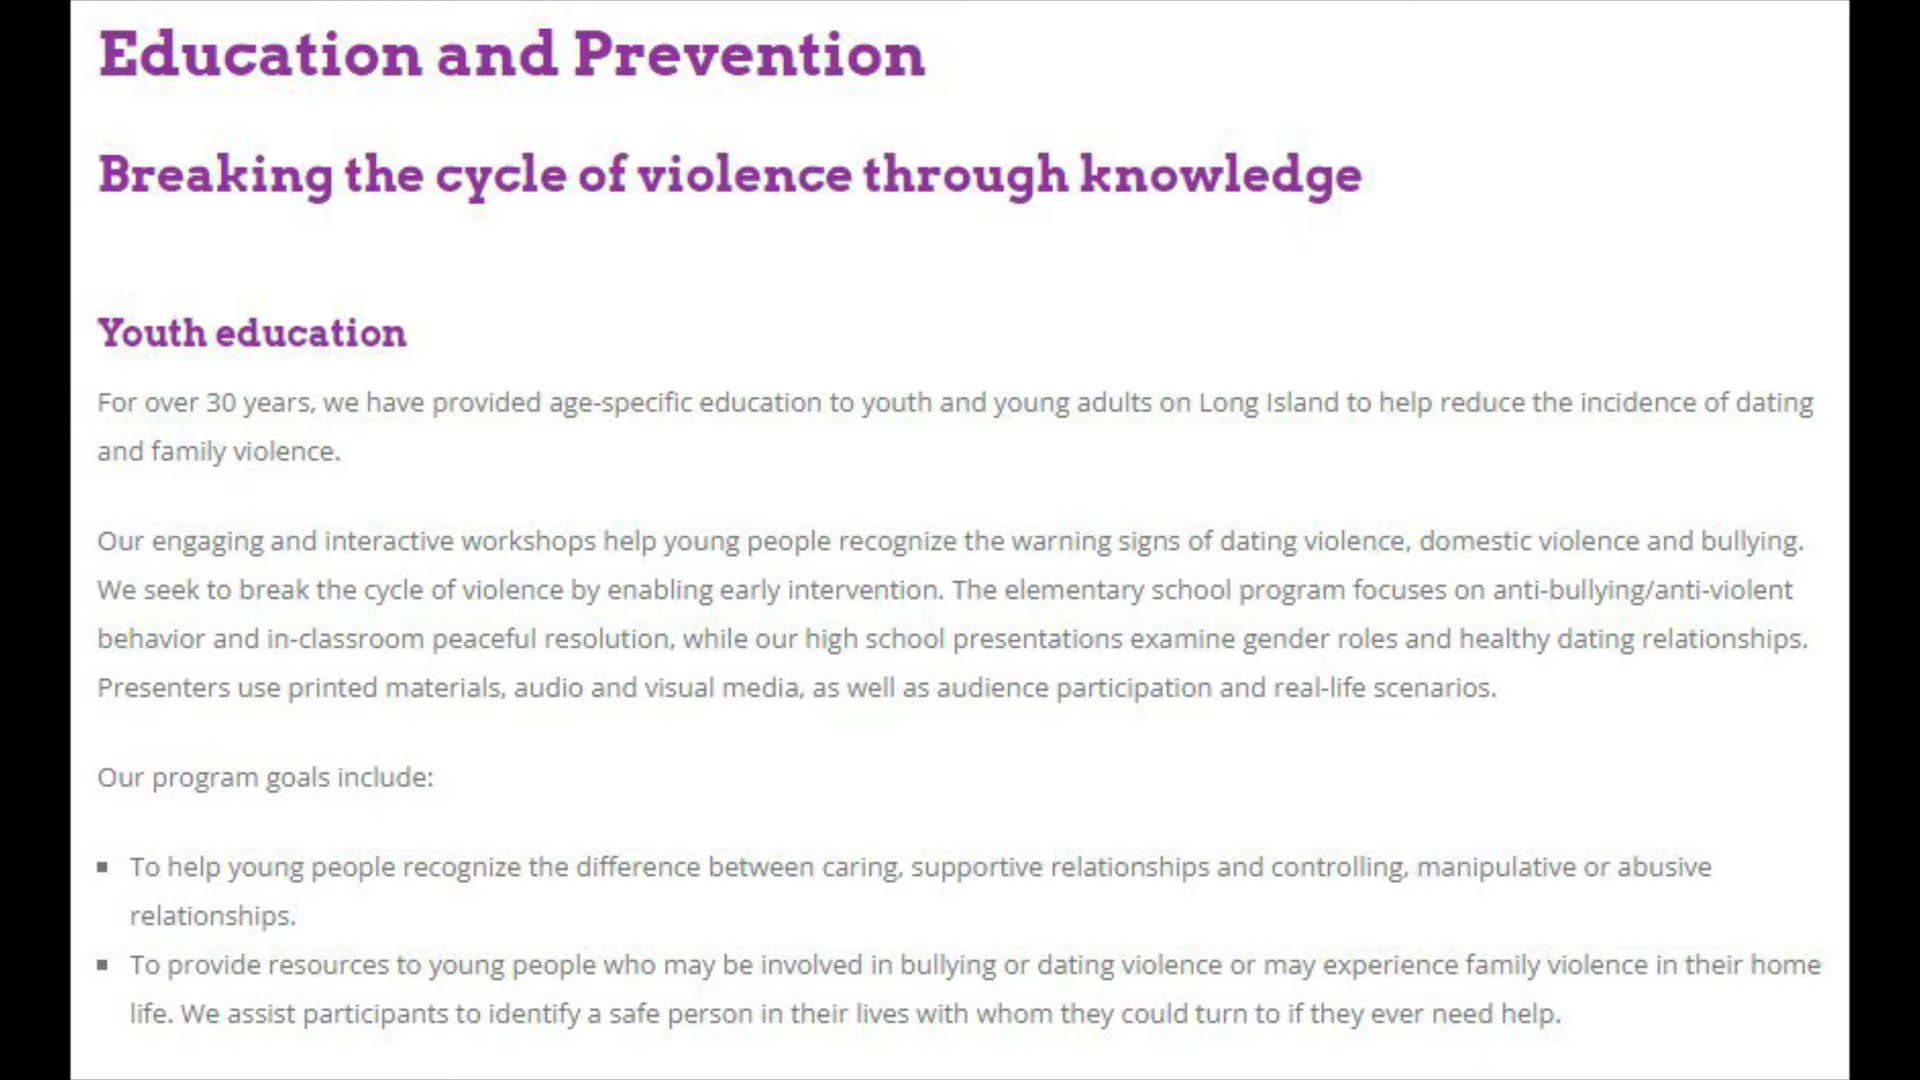 Education and Prevention
Breaking the cycle of violence through knowledge
Youth education
For over 30 years, we have provided age-specific education to youth and young adults on Long Island to help reduce the incidence of dating
and family violence.
Our engaging and interactive workshops help young people recognize the warning signs of dating violence, domestic violence and bullying.
We seek to break the cycle of violence by enabling early intervention. The elementary school program focuses on anti-bullying/anti-violent
behavior and in-classroom peaceful resolution, while our high school presentations examine gender roles and healthy dating relationships.
Presenters use printed materials, audio and visual media, as well as audience participation and real-life scenarios.
Our program goals include:
▪ To help young people recognize the difference between caring, supportive relationships and controlling, manipulative or abusive
relationships.
▪ To provide resources to young people who may be involved in bullying or dating violence or may experience family violence in their home
life. We assist participants to identify a safe person in their lives with whom they could turn to if they ever need help.